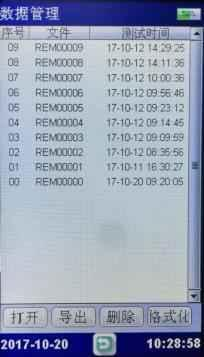 数据管理
序号 文件 测试时间
09 REM00009 17-10-12 14:29:25
08 REM00008 17-10-12 14:11:36
07 REM00007 17-10-12 10:00:36
06 REM00006 17-10-12 09:56:46
05 REM00005 17-10-12 09:23:12
04 REM00004 17-10-12 09:14:45
03 REM00003 17-10-12 09:09:59
02 REM00002 17-10-12 08:35:56
01 REM00001 17-10-11 16:30:27
00 REM00000 17-10-20 09:20:05
打开 导出 删除 格式化
2017-10-20 10:28:58